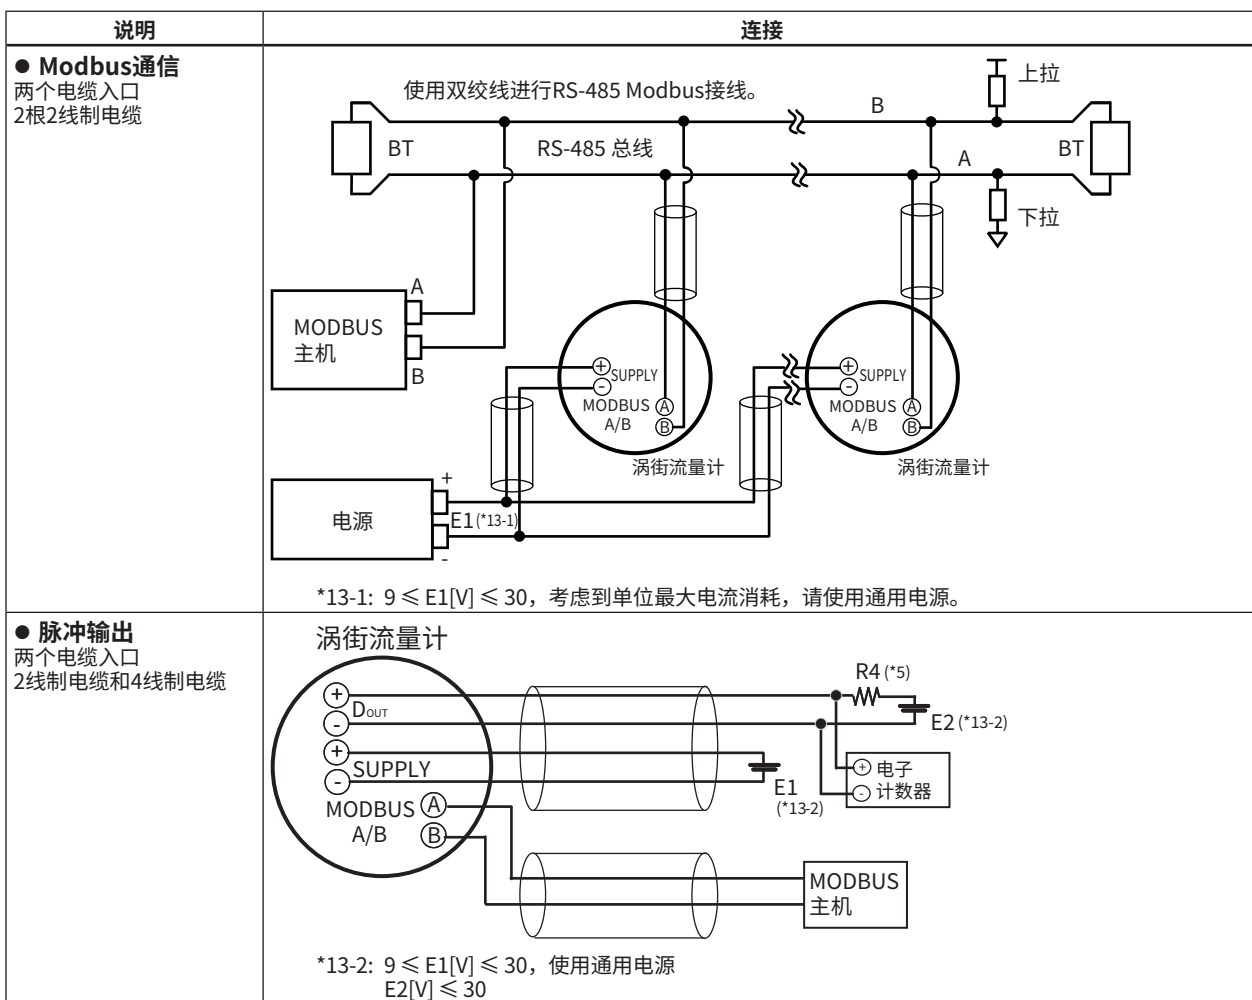 说明
连接
● Modbus通信
两个电缆入口
2根2线制电缆
使用双绞线进行RS-485 Modbus接线。
上拉
B
BT
RS-485 总线
A
BT
下拉
A
MODBUS
主机
B
+
SUPPLY
-
MODBUS
A/B
A
B
涡街流量计
+
SUPPLY
-
MODBUS
A/B
A
B
涡街流量计
电源
+
E1(*13-1)
-
*13-1: 9 ≤ E1[V] ≤ 30，考虑到单位最大电流消耗，请使用通用电源。
● 脉冲输出
两个电缆入口
2线制电缆和4线制电缆
涡街流量计
+
DOUT
-
+
SUPPLY
-
MODBUS
A/B
A
B
R4(*5)
E2(*13-2)
E1
(*13-2)
+ 电子
- 计数器
MODBUS
主机
*13-2: 9 ≤ E1[V] ≤ 30，使用通用电源
E2[V] ≤ 30